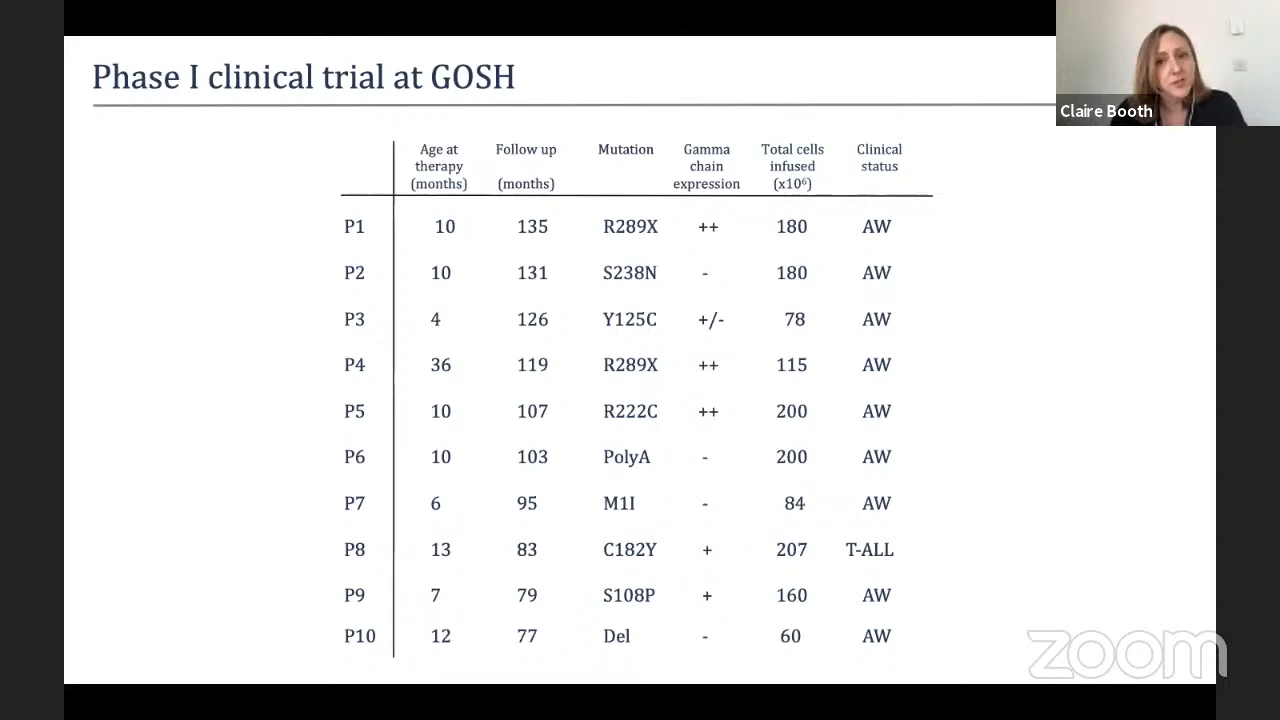 Phase I clinical trial at GOSH
Claire Booth
Age at therapy (months) Follow up (months) Mutation Gamma chain expression Total cells infused (x10⁶) Clinical status
P1 10 135 R289X ++ 180 AW
P2 10 131 S238N - 180 AW
P3 4 126 Y125C +/- 78 AW
P4 36 119 R289X ++ 115 AW
P5 10 107 R222C ++ 200 AW
P6 10 103 PolyA - 200 AW
P7 6 95 M1I - 84 AW
P8 13 83 C182Y + 207 T-ALL
P9 7 79 S108P + 160 AW
P10 12 77 Del - 60 AW
zoom